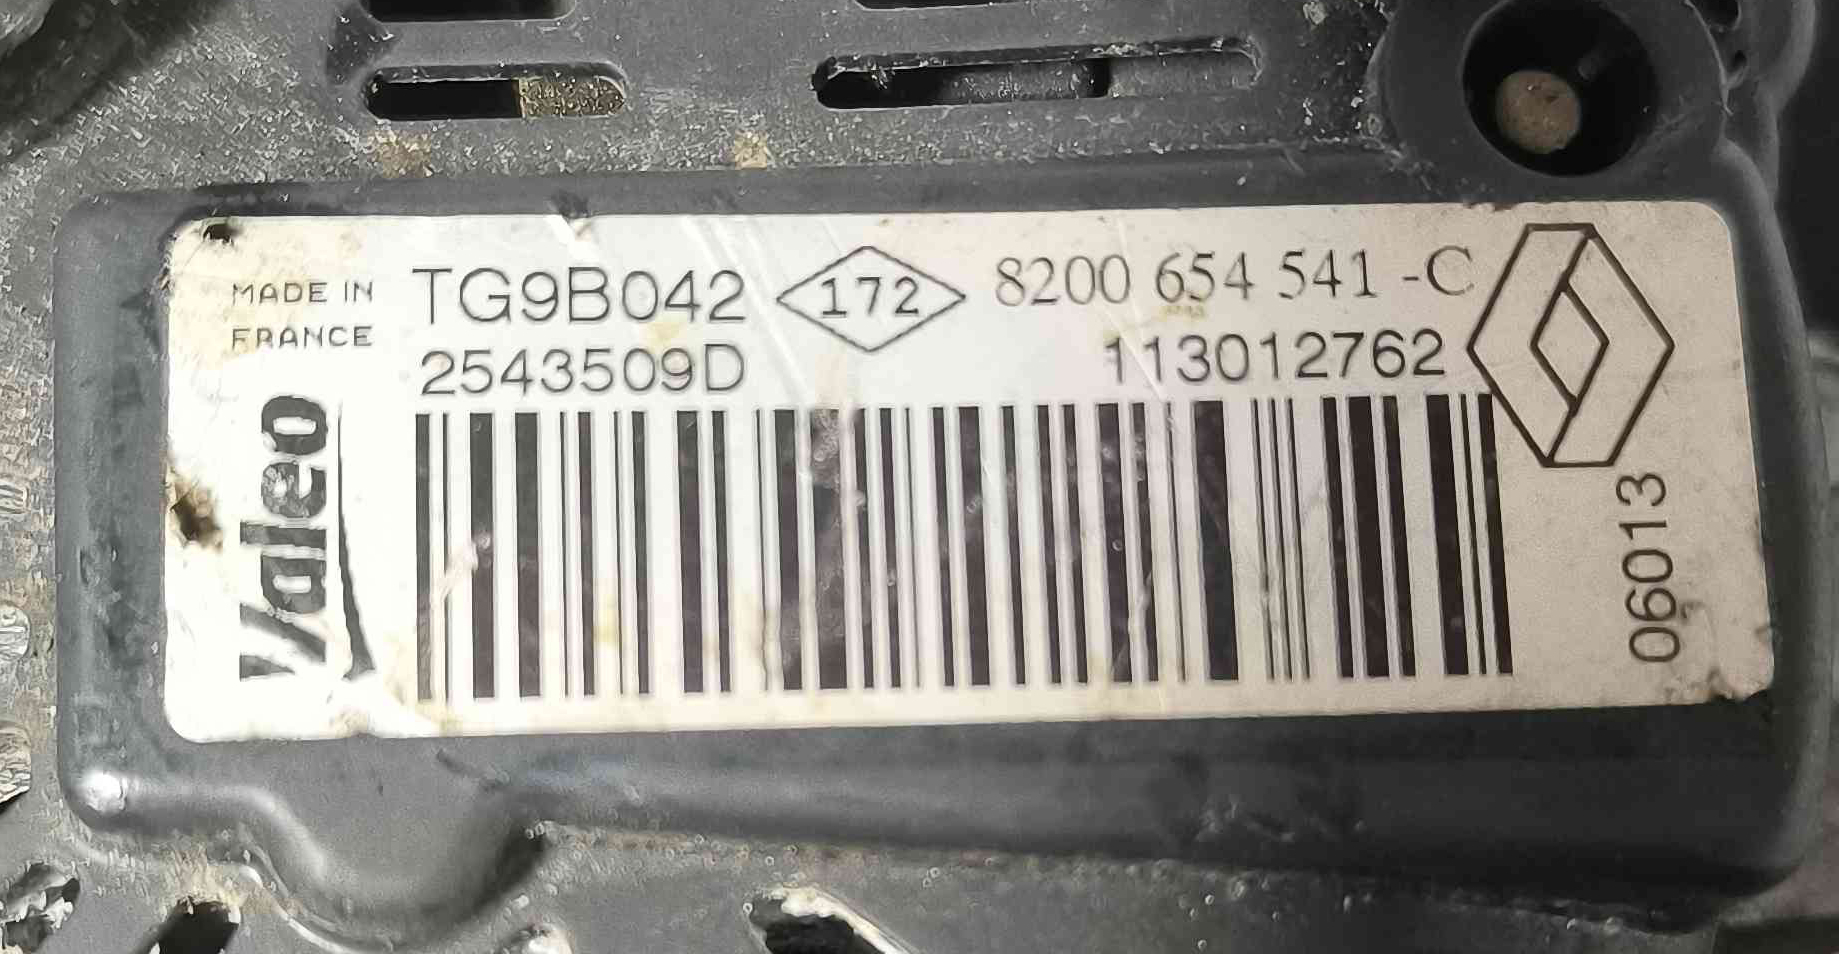 MADE IN
FRANCE
TG9B042 172 8200 654 541 -C
2543509D 113012762
Valeo
06013